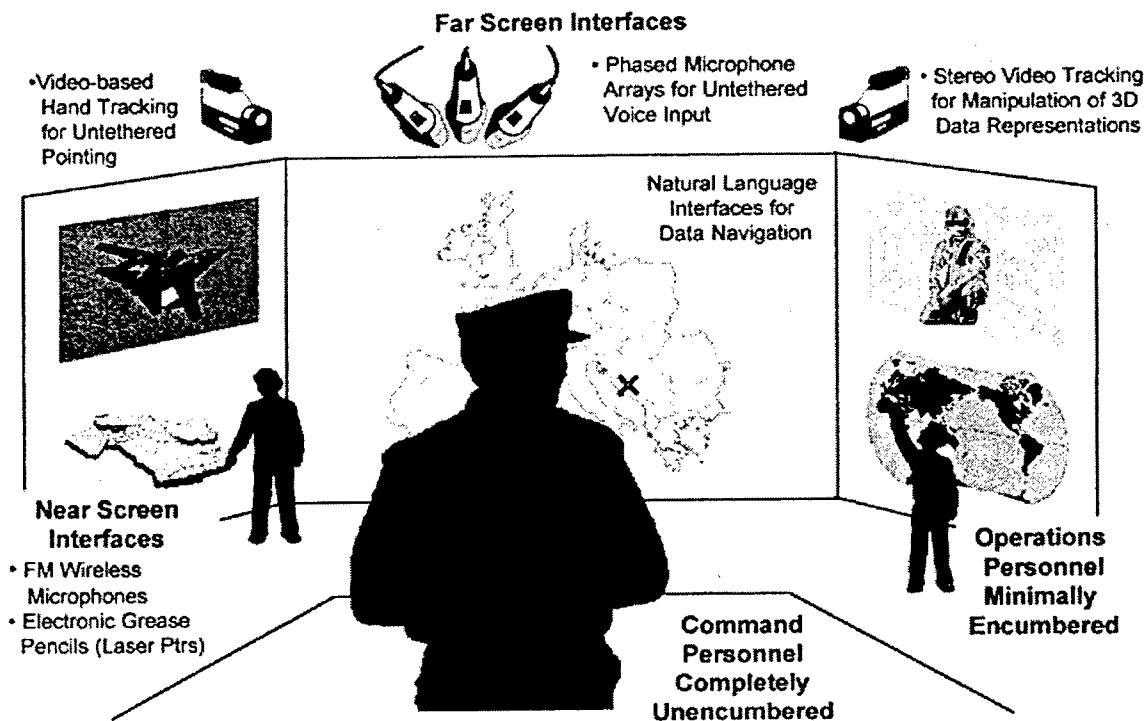 Far Screen Interfaces
•Video-based
Hand Tracking
for Untethered
Pointing
• Phased Microphone
Arrays for Untethered
Voice Input
• Stereo Video Tracking
for Manipulation of 3D
Data Representations
Natural Language
Interfaces for
Data Navigation
Near Screen
Interfaces
• FM Wireless
Microphones
• Electronic Grease
Pencils (Laser Ptrs)
Operations
Personnel
Minimally
Encumbered
Command
Personnel
Completely
Unencumbered